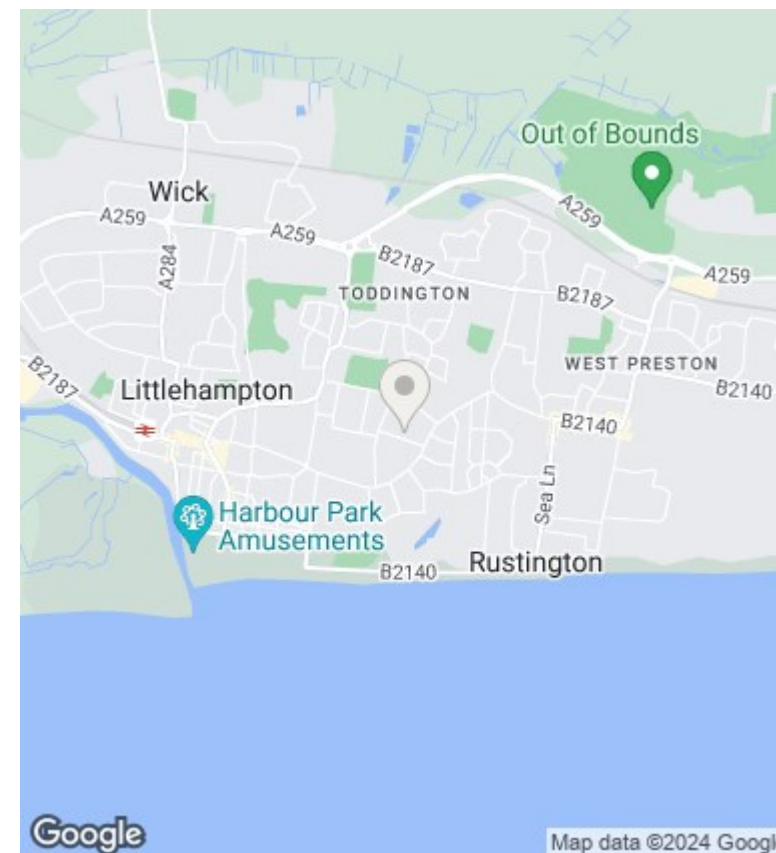 Out of Bounds
Wick
A259
A259
A259
A284
B2187
TODDINGTON
B2187
A259
WEST PRESTON
B2187
Littlehampton
B2140
B2140
Sea Ln
Harbour Park
Amusements
B2140
Rustington
Google
Map data ©2024 Googl